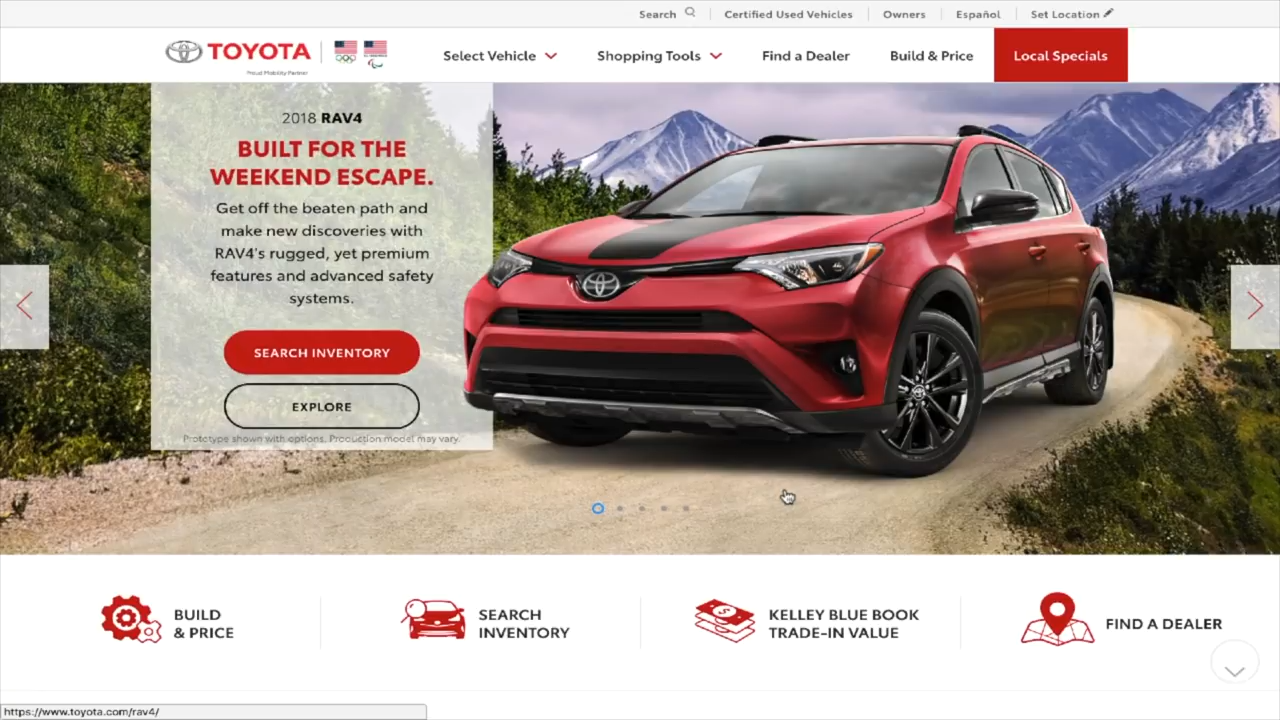 Search
Certified Used Vehicles
Owners
Español
Set Location
TOYOTA
Proud Mobility Partner
Select Vehicle
Shopping Tools
Find a Dealer
Build & Price
Local Specials
2018 RAV4
BUILT FOR THE
WEEKEND ESCAPE.
Get off the beaten path and
make new discoveries with
RAV4's rugged, yet premium
features and advanced safety
systems.
SEARCH INVENTORY
EXPLORE
Prototype shown with options. Production model may vary.
BUILD
& PRICE
SEARCH
INVENTORY
KELLEY BLUE BOOK
TRADE-IN VALUE
FIND A DEALER
https://www.toyota.com/rav4/